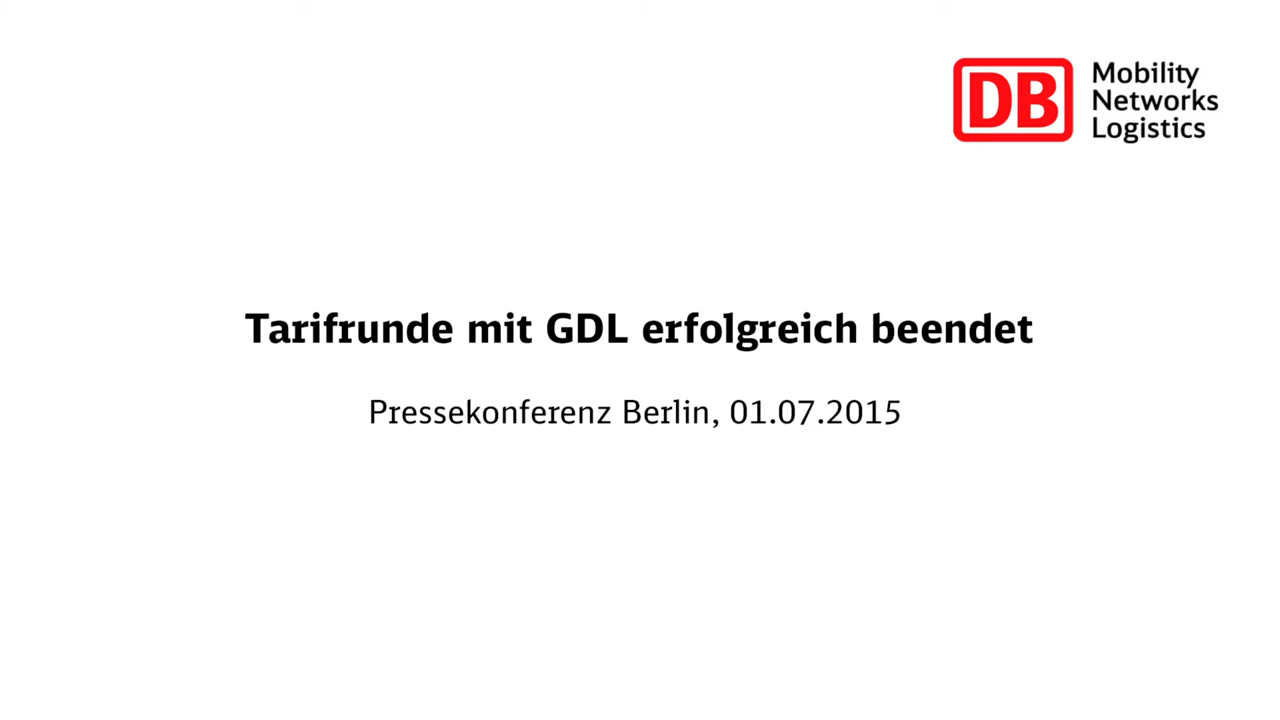 DB
Mobility
Networks
Logistics
Tarifrunde mit GDL erfolgreich beendet
Pressekonferenz Berlin, 01.07.2015